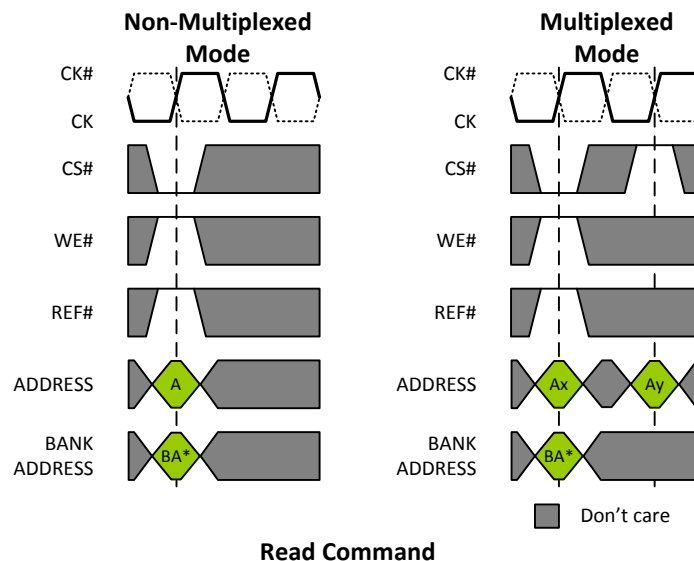 Non-Multiplexed
Mode
Multiplexed
Mode
CK#
CK
CS#
WE#
REF#
ADDRESS
A
BANK
ADDRESS
BA*
CK#
CK
CS#
WE#
REF#
ADDRESS
Ax
Ay
BANK
ADDRESS
BA*
Don't care
Read Command